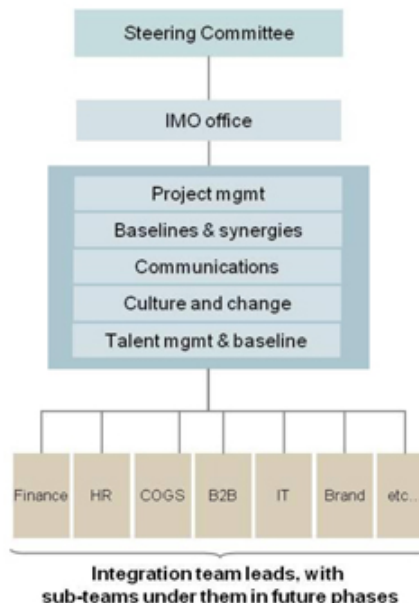 Steering Committee
IMO office
Project mgmt
Baselines & synergies
Communications
Culture and change
Talent mgmt & baseline
Finance
HR
COGS
B2B
IT
Brand
etc..
Integration team leads, with
sub-teams under them in future phases